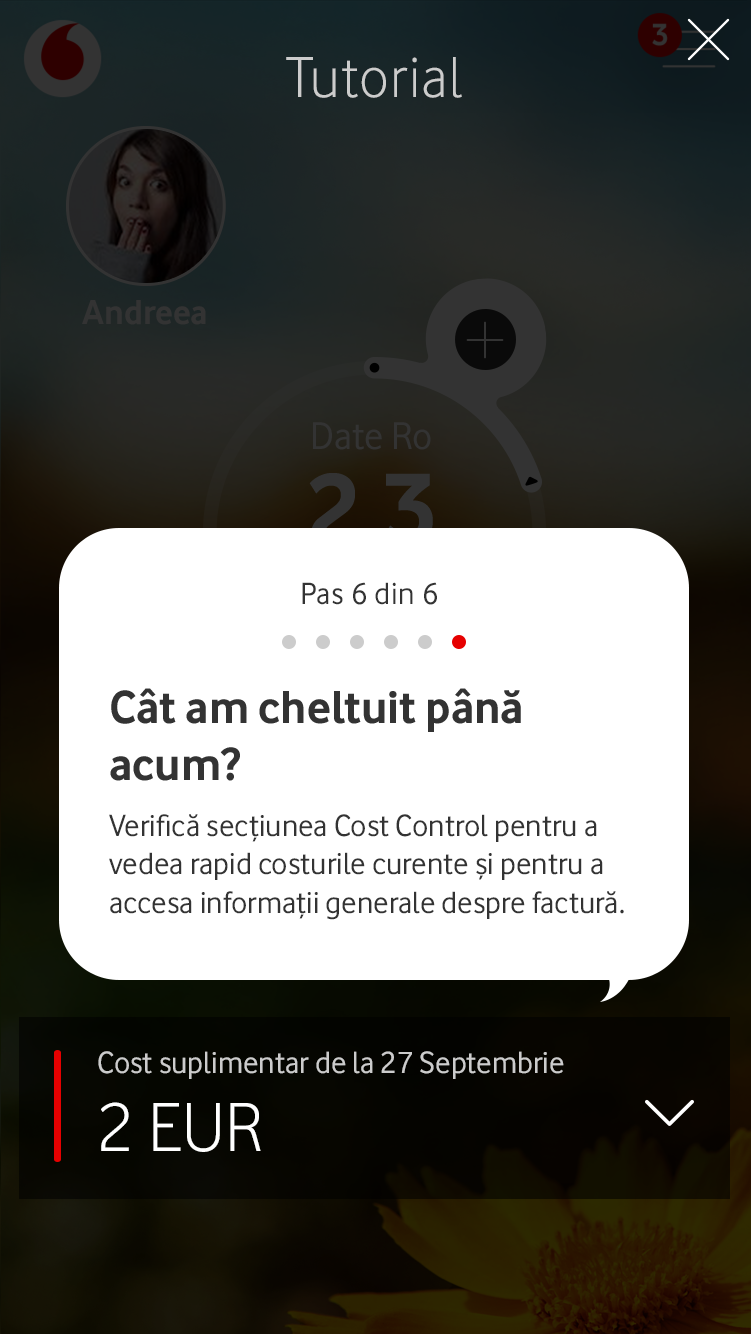 3
Tutorial
Andreea
Date Ro
2.3
Pas 6 din 6
Cât am cheltuit până
acum?
Verifică secțiunea Cost Control pentru a
vedea rapid costurile curente și pentru a
accesa informații generale despre factură.
Cost suplimentar de la 27 Septembrie
2 EUR